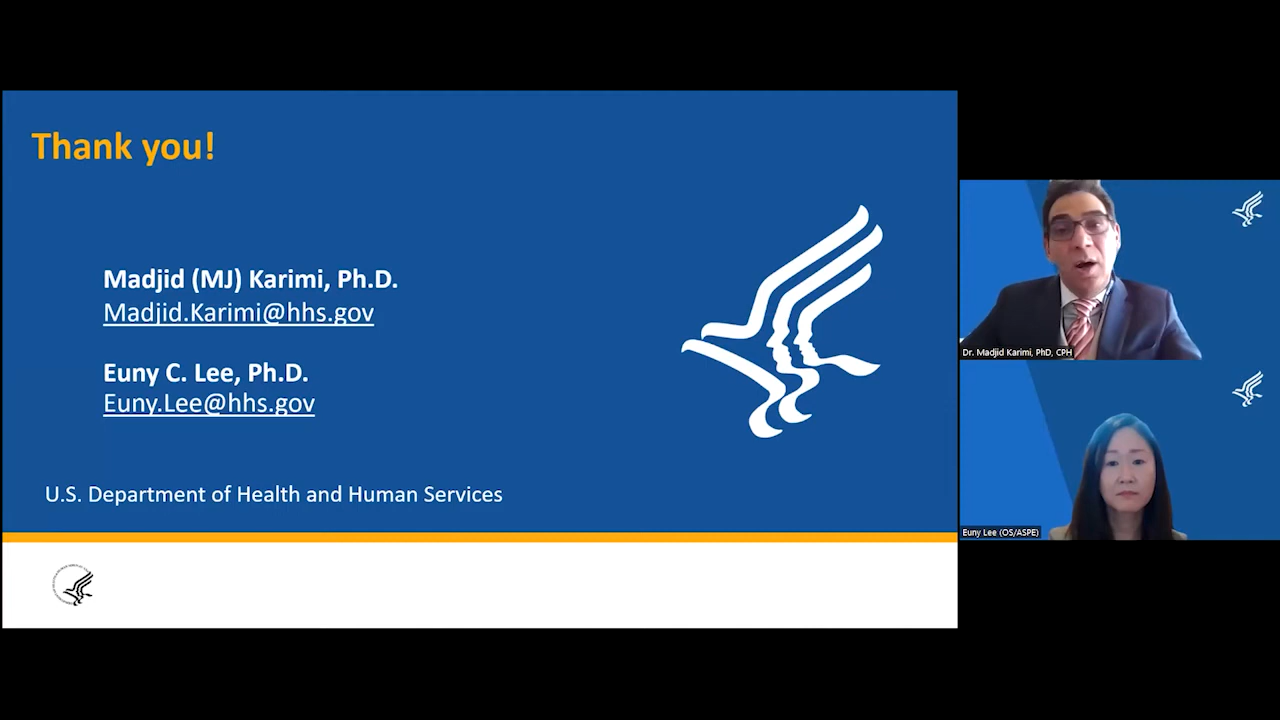 Thank you!
Madjid (MJ) Karimi, Ph.D.
Madjid.Karimi@hhs.gov
Euny C. Lee, Ph.D.
Euny.Lee@hhs.gov
U.S. Department of Health and Human Services
Dr. Madjid Karimi, PhD, CPH
Euny Lee (OS/ASPE)